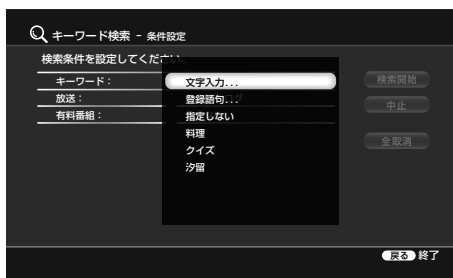 キーワード検索 - 条件設定
検索条件を設定してください。
キーワード：
文字入力...
検索開始
放送：
登録語句...
中止
有料番組：
指定しない
料理
全取消
クイズ
汐留
戻る 終了